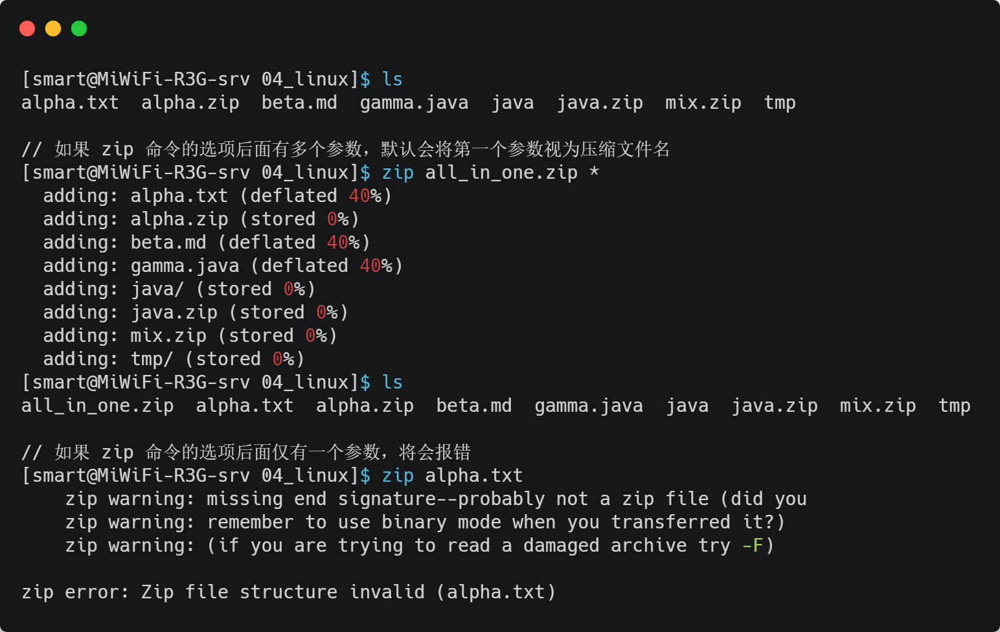 [smart@MiWiFi-R3G-srv 04_linux]$ ls
alpha.txt  alpha.zip  beta.md  gamma.java  java  java.zip  mix.zip  tmp
// 如果 zip 命令的选项后面有多个参数，默认会将第一个参数视为压缩文件名
[smart@MiWiFi-R3G-srv 04_linux]$ zip all_in_one.zip *
  adding: alpha.txt (deflated 40%)
  adding: alpha.zip (stored 0%)
  adding: beta.md (deflated 40%)
  adding: gamma.java (deflated 40%)
  adding: java/ (stored 0%)
  adding: java.zip (stored 0%)
  adding: mix.zip (stored 0%)
  adding: tmp/ (stored 0%)
[smart@MiWiFi-R3G-srv 04_linux]$ ls
all_in_one.zip  alpha.txt  alpha.zip  beta.md  gamma.java  java  java.zip  mix.zip  tmp
// 如果 zip 命令的选项后面仅有一个参数，将会报错
[smart@MiWiFi-R3G-srv 04_linux]$ zip alpha.txt
    zip warning: missing end signature--probably not a zip file (did you
    zip warning: remember to use binary mode when you transferred it?)
    zip warning: (if you are trying to read a damaged archive try -F)
zip error: Zip file structure invalid (alpha.txt)